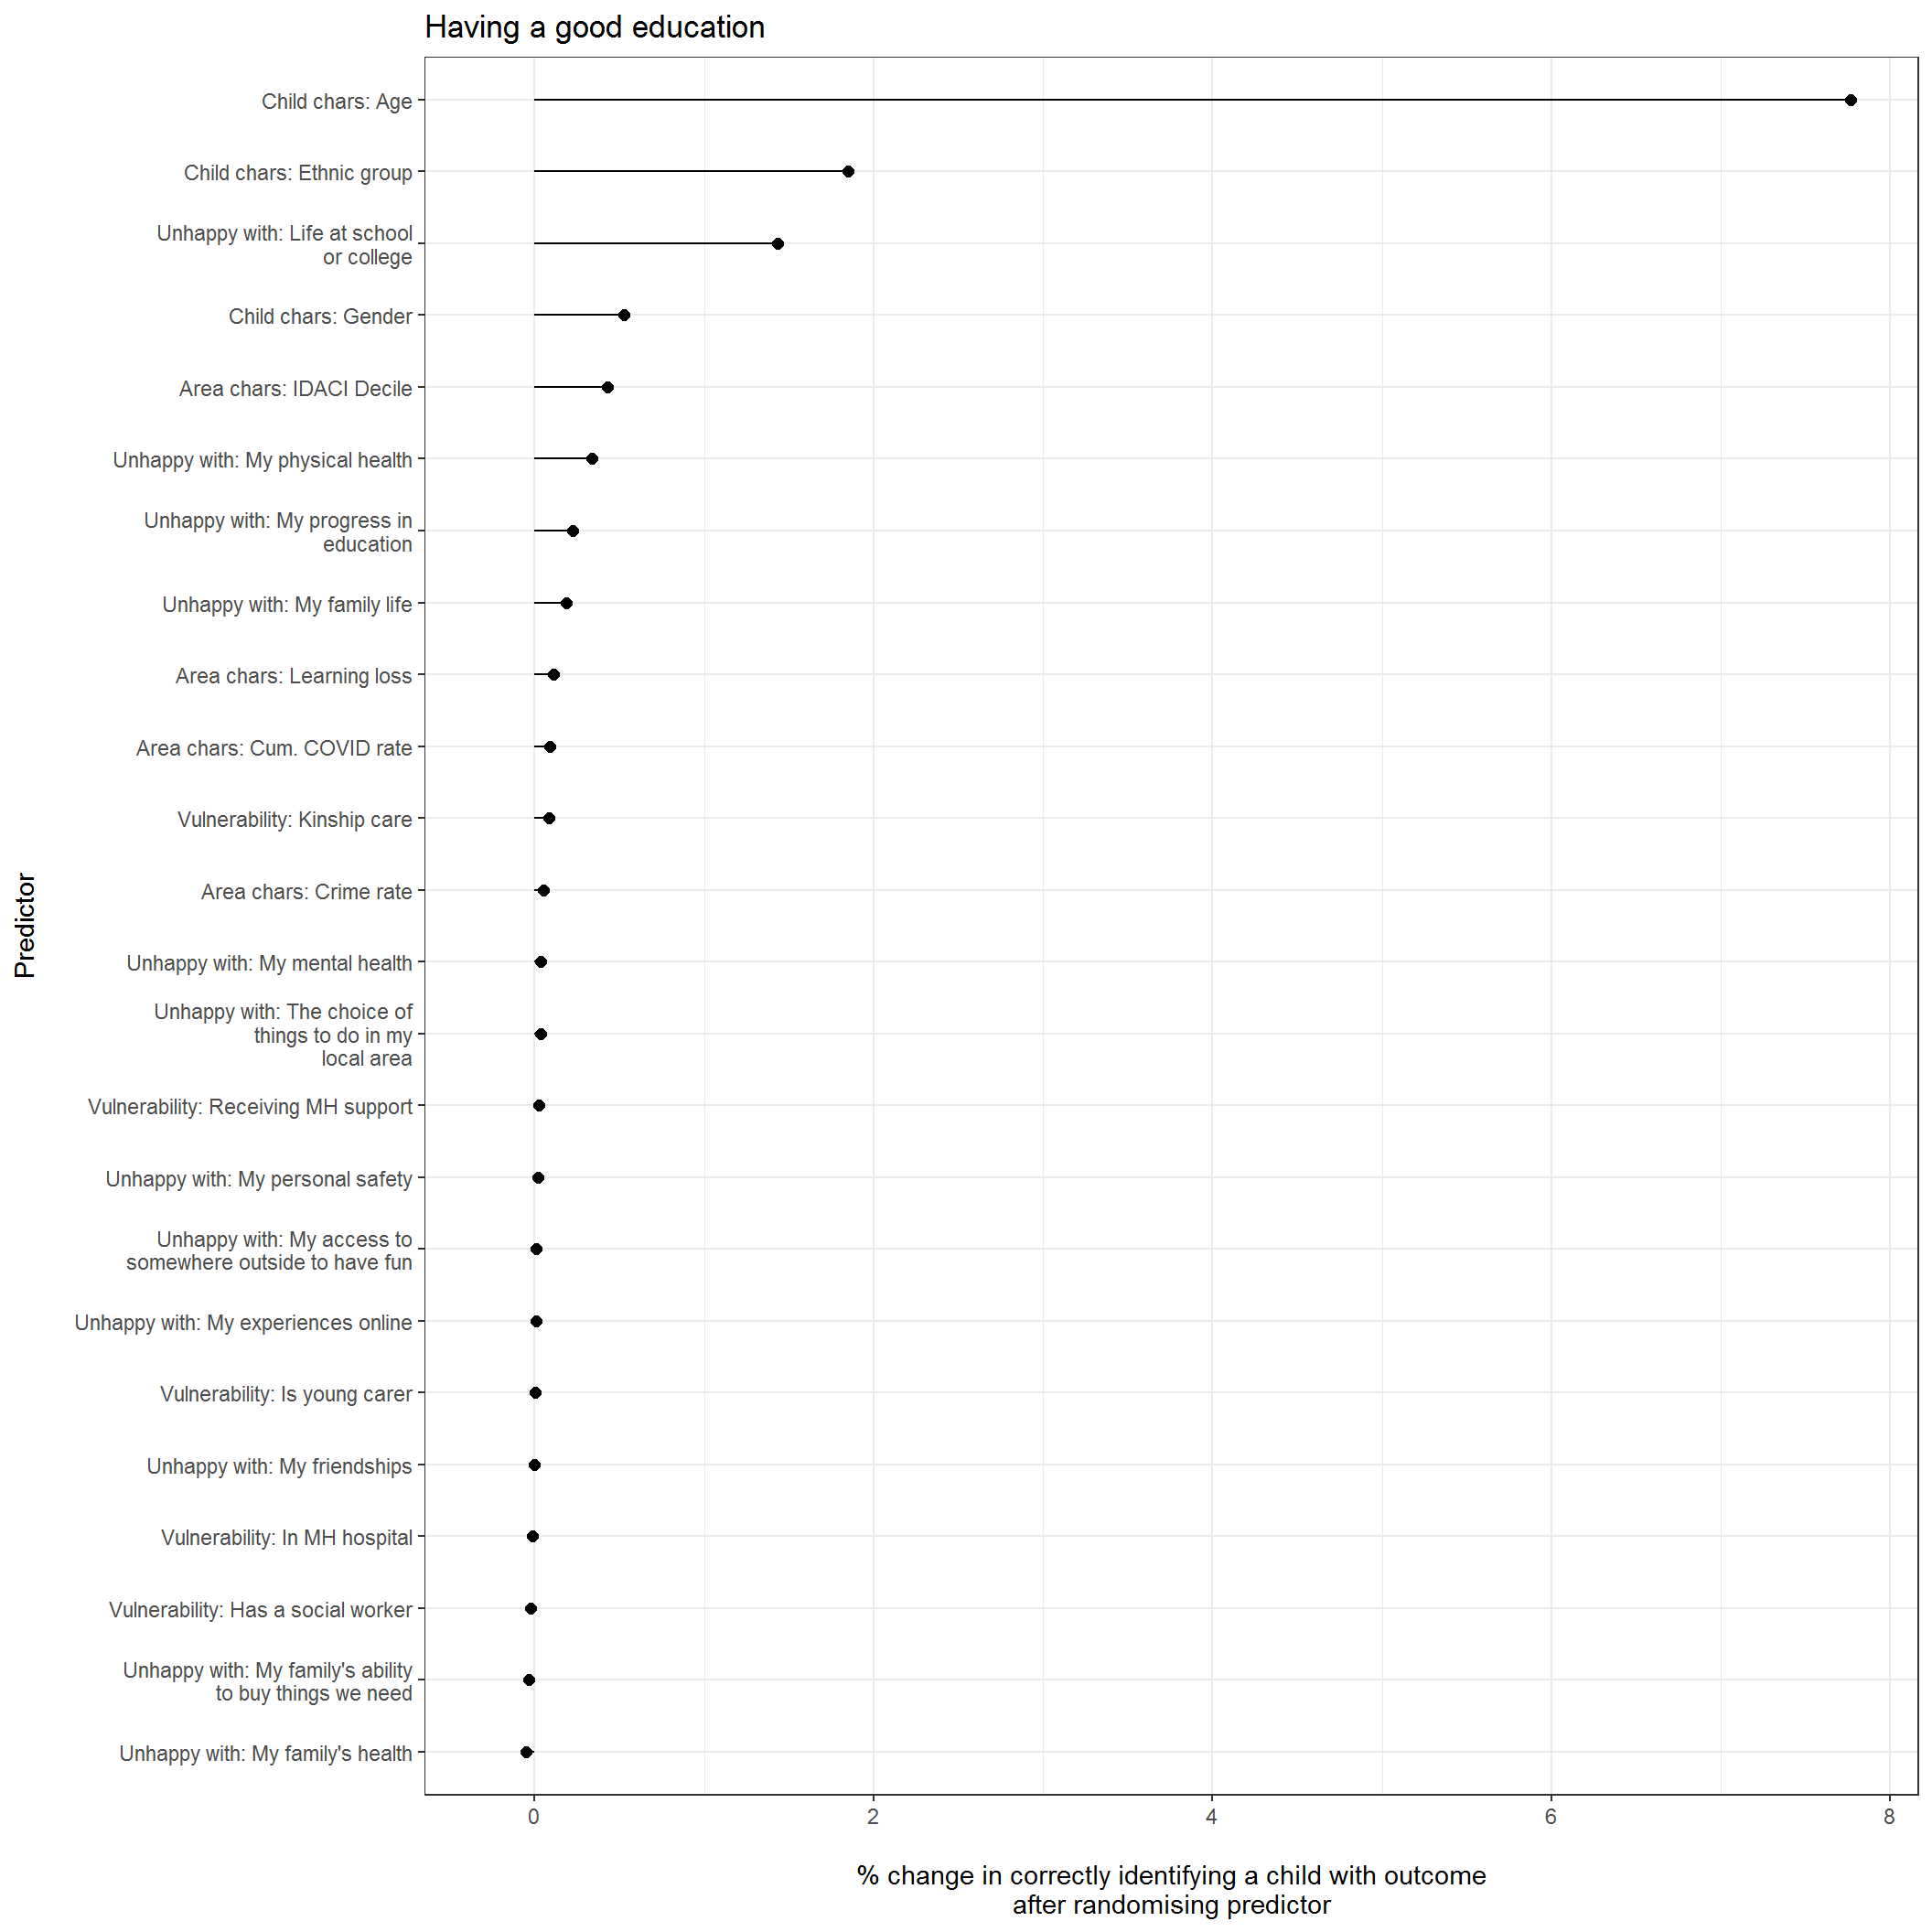 Having a good education
Child chars: Age
Child chars: Ethnic group
Unhappy with: Life at school
or college
Child chars: Gender
Area chars: IDACI Decile
Unhappy with: My physical health
Unhappy with: My progress in
education
Unhappy with: My family life
Area chars: Learning loss
Area chars: Cum. COVID rate
Vulnerability: Kinship care
Area chars: Crime rate
Unhappy with: My mental health
Unhappy with: The choice of
things to do in my
local area
Vulnerability: Receiving MH support
Unhappy with: My personal safety
Unhappy with: My access to
somewhere outside to have fun
Unhappy with: My experiences online
Vulnerability: Is young carer
Unhappy with: My friendships
Vulnerability: In MH hospital
Vulnerability: Has a social worker
Unhappy with: My family's ability
to buy things we need
Unhappy with: My family's health
Predictor
0 2 4 6 8
% change in correctly identifying a child with outcome
after randomising predictor